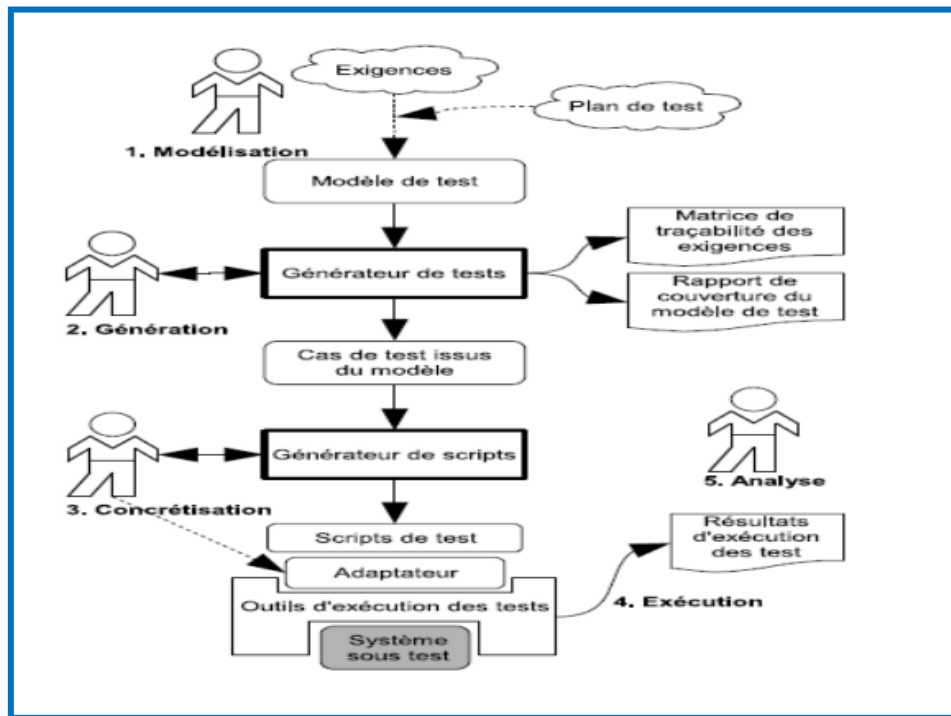 Exigences
Plan de test
1. Modélisation
Modèle de test
Matrice de
traçabilité des
exigences
Générateur de tests
Rapport de
couverture du
modèle de test
2. Génération
Cas de test issus
du modèle
Générateur de scripts
5. Analyse
3. Concrétisation
Scripts de test
Résultats
d'exécution
des test
Adaptateur
Outils d'exécution des tests
4. Exécution
Système
sous test